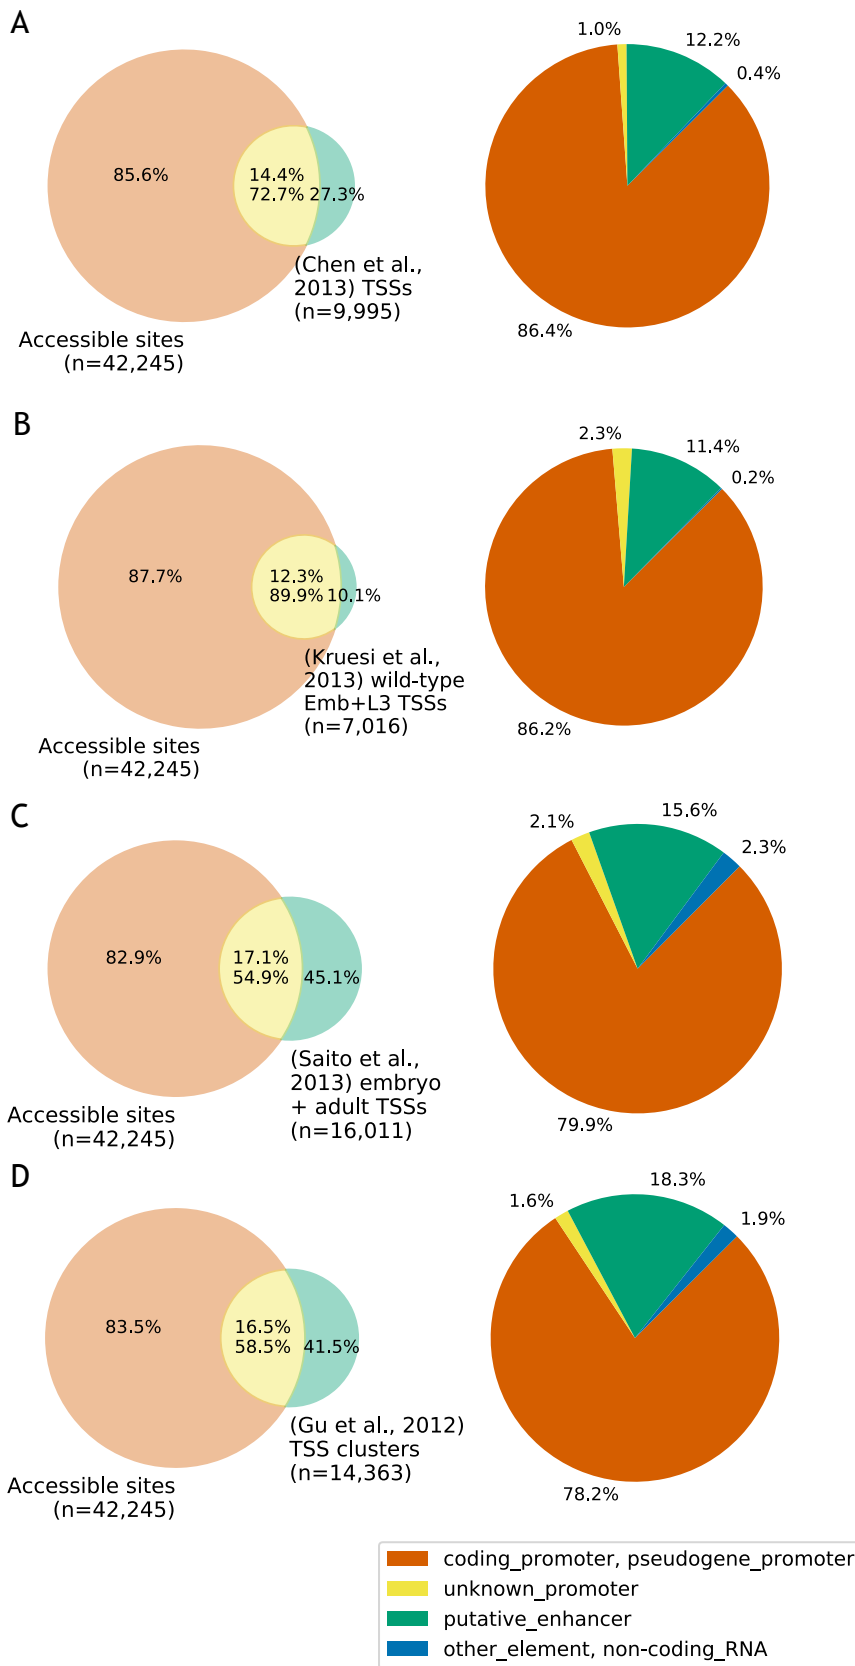 A
85.6%
14.4%
72.7%
27.3%
(Chen et al.,
2013) TSSs
(n=9,995)
Accessible sites
(n=42,245)
1.0%
12.2%
0.4%
86.4%
B
87.7%
12.3%
89.9%
10.1%
(Kruesi et al.,
2013) wild-type
Emb+L3 TSSs
(n=7,016)
Accessible sites
(n=42,245)
2.3%
11.4%
0.2%
86.2%
C
82.9%
17.1%
54.9%
45.1%
(Saito et al.,
2013) embryo
+ adult TSSs
(n=16,011)
Accessible sites
(n=42,245)
2.1%
15.6%
2.3%
79.9%
D
83.5%
16.5%
58.5%
41.5%
(Gu et al., 2012)
TSS clusters
(n=14,363)
Accessible sites
(n=42,245)
1.6%
18.3%
1.9%
78.2%
coding_promoter, pseudogene_promoter
unknown_promoter
putative_enhancer
other_element, non-coding_RNA